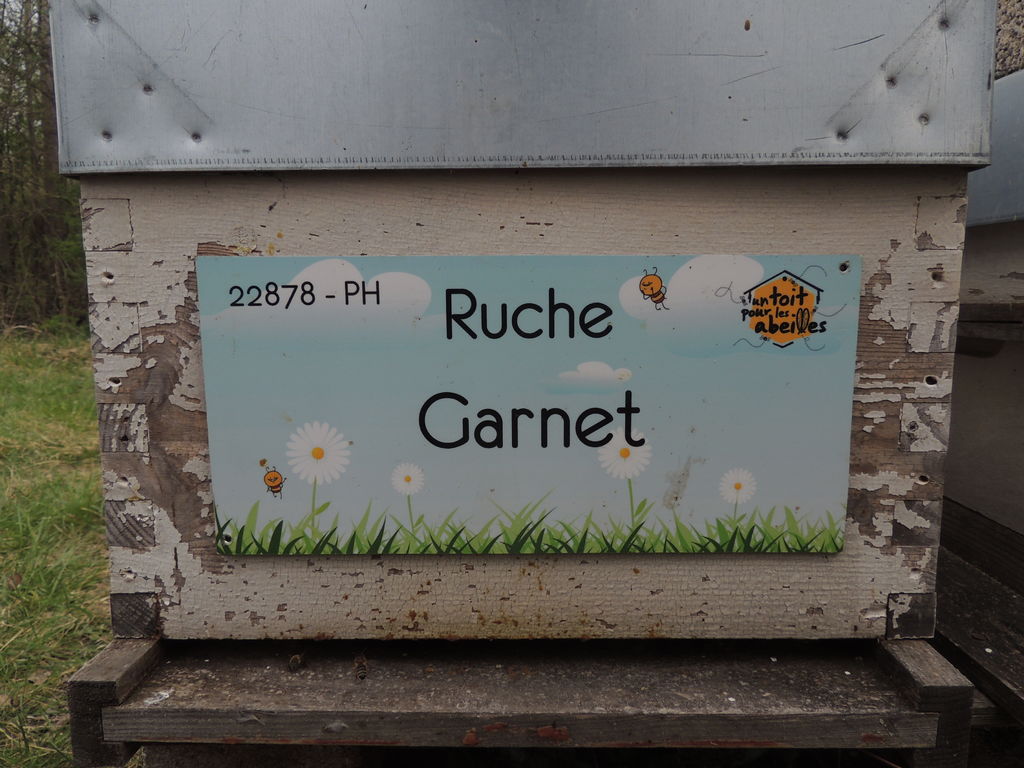 22878 - PH
Ruche
Garnet
un toit
pour les
abeilles